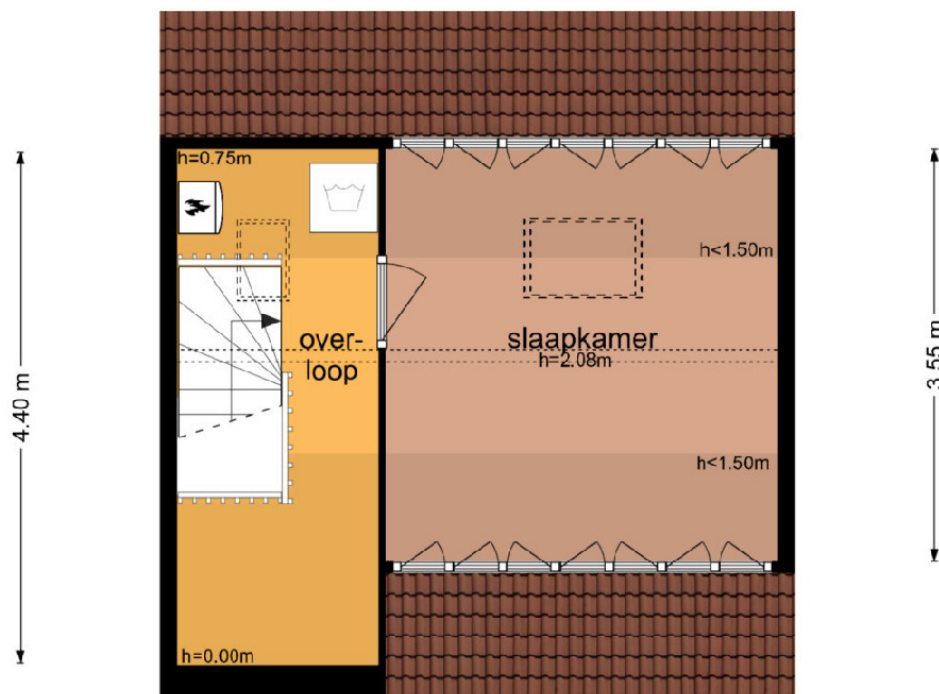 h=0.75m
h<1.50m
over-
loop
slaapkamer
h=2.08m
4.40 m
3.55 m
h<1.50m
h=0.00m